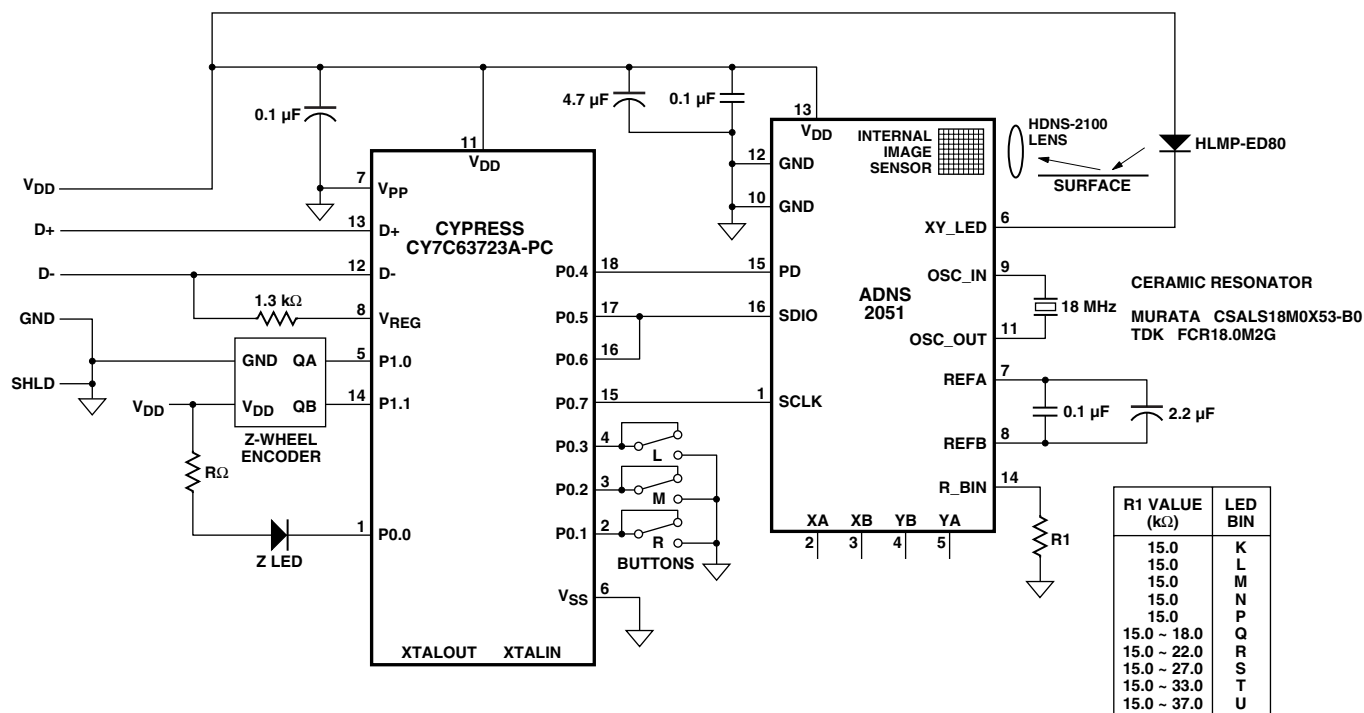 0.1 µF
4.7 µF
0.1 µF
VDD
D+
D-
GND
SHLD
1.3 kΩ
VDD
GND QA
VDD QB
Z-WHEEL
ENCODER
RΩ
Z LED
11
VDD
7 VPP
13 D+
12 D-
8 VREG
5 P1.0
14 P1.1
1 P0.0
CYPRESS
CY7C63723A-PC
P0.4 18
P0.5 17
P0.6 16
P0.7 15
P0.3 4
P0.2 3
P0.1 2
VSS 6
XTALOUT XTALIN
L
M
R
BUTTONS
13
VDD
12 GND
10 GND
15 PD
16 SDIO
1 SCLK
ADNS
2051
INTERNAL
IMAGE
SENSOR
XY_LED 6
OSC_IN 9
OSC_OUT 11
REFA 7
REFB 8
R_BIN 14
XA XB YB YA
2 3 4 5
HDNS-2100
LENS
SURFACE
HLMP-ED80
18 MHz
CERAMIC RESONATOR
MURATA CSALS18M0X53-B0
TDK FCR18.0M2G
0.1 µF
2.2 µF
R1
R1 VALUE
(kΩ)
LED
BIN
15.0 K
15.0 L
15.0 M
15.0 N
15.0 P
15.0 ~ 18.0 Q
15.0 ~ 22.0 R
15.0 ~ 27.0 S
15.0 ~ 33.0 T
15.0 ~ 37.0 U